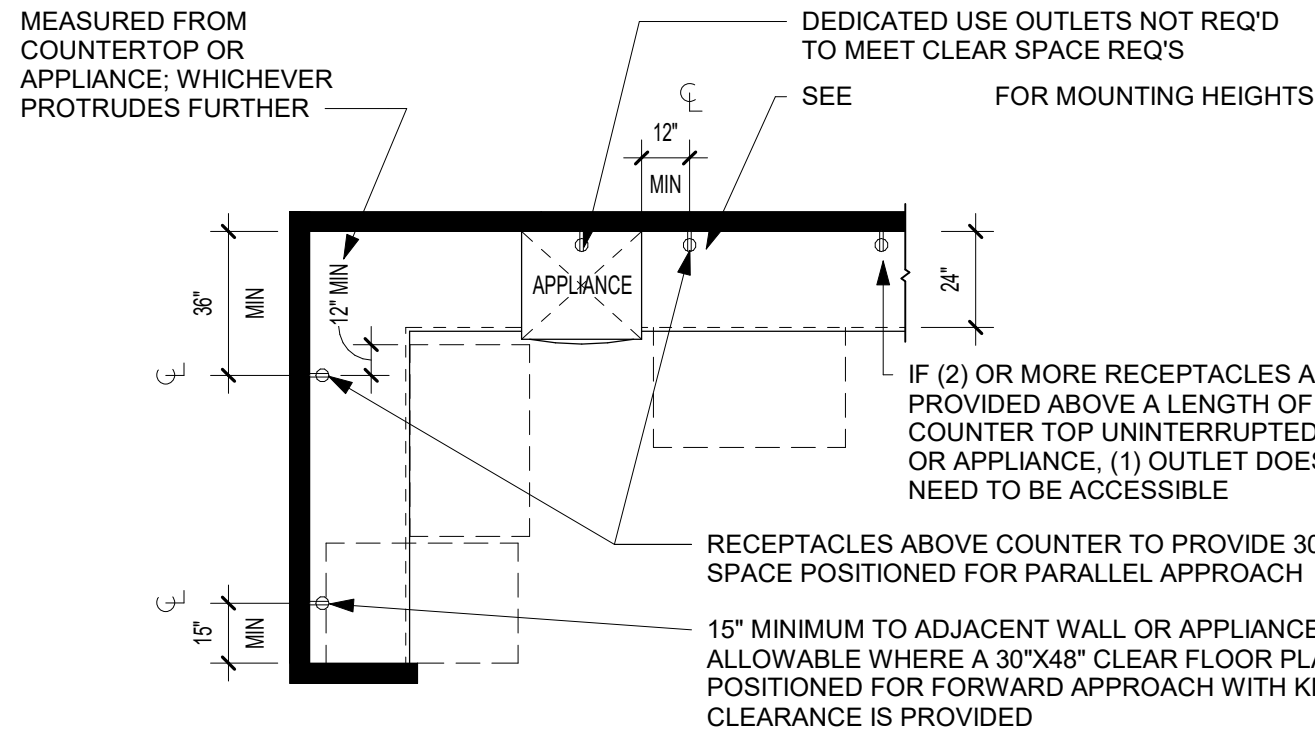 MEASURED FROM
COUNTERTOP OR
APPLIANCE; WHICHEVER
PROTRUDES FURTHER
DEDICATED USE OUTLETS NOT REQ'D
TO MEET CLEAR SPACE REQ'S
SEE FOR MOUNTING HEIGHTS
12"
MIN
36"
MIN
12" MIN
APPLIANCE
24"
IF (2) OR MORE RECEPTACLES A
PROVIDED ABOVE A LENGTH OF
COUNTER TOP UNINTERRUPTED
OR APPLIANCE, (1) OUTLET DOES
NEED TO BE ACCESSIBLE
RECEPTACLES ABOVE COUNTER TO PROVIDE 30
SPACE POSITIONED FOR PARALLEL APPROACH
15"
MIN
15" MINIMUM TO ADJACENT WALL OR APPLIANCE
ALLOWABLE WHERE A 30"X48" CLEAR FLOOR PLA
POSITIONED FOR FORWARD APPROACH WITH K
CLEARANCE IS PROVIDED